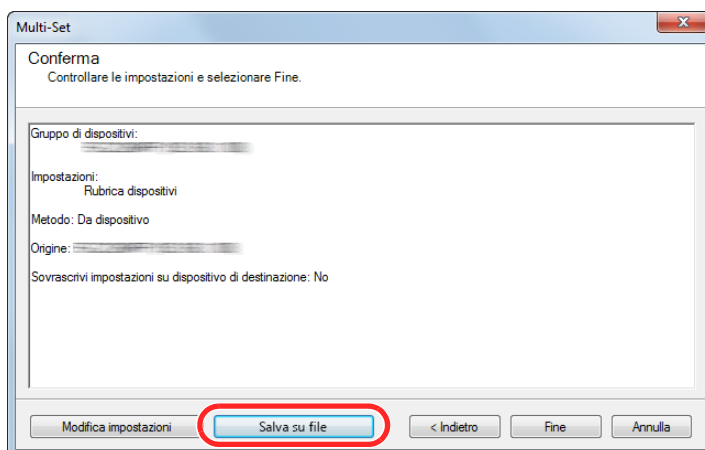 Multi-Set
Conferma
Controllare le impostazioni e selezionare Fine.
Gruppo di dispositivi:
Impostazioni:
Rubrica dispositivi
Metodo: Da dispositivo
Origine:
Sovrascrivi impostazioni su dispositivo di destinazione: No
Modifica impostazioni Salva su file < Indietro Fine Annulla